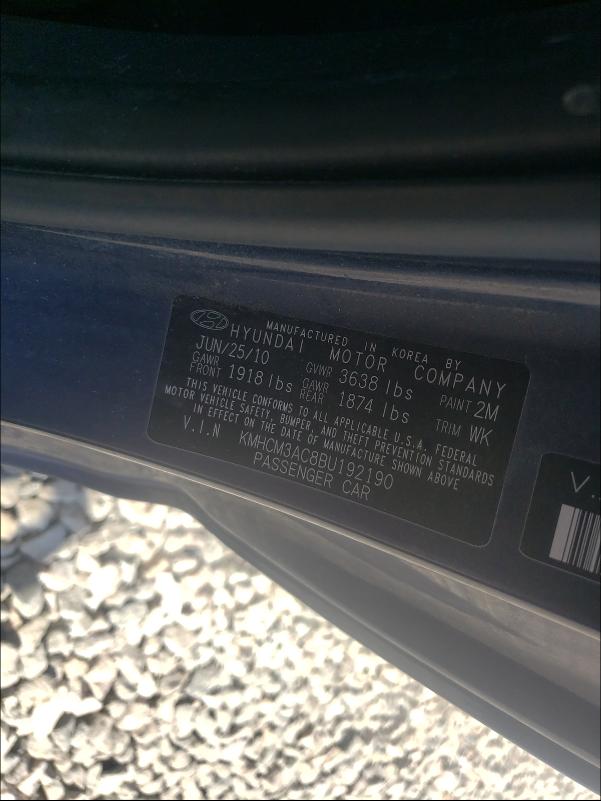 MANUFACTURED IN KOREA BY
HYUNDAI MOTOR COMPANY
JUN/25/10 GVWR 3638 lbs PAINT 2M
GAWR FRONT 1918 lbs GAWR REAR 1874 lbs TRIM WK
THIS VEHICLE CONFORMS TO ALL APPLICABLE U.S.A. FEDERAL
MOTOR VEHICLE SAFETY, BUMPER, AND THEFT PREVENTION STANDARDS
IN EFFECT ON THE DATE OF MANUFACTURE SHOWN ABOVE
V.I.N KMHCM3AC8BU192190
PASSENGER CAR
V.